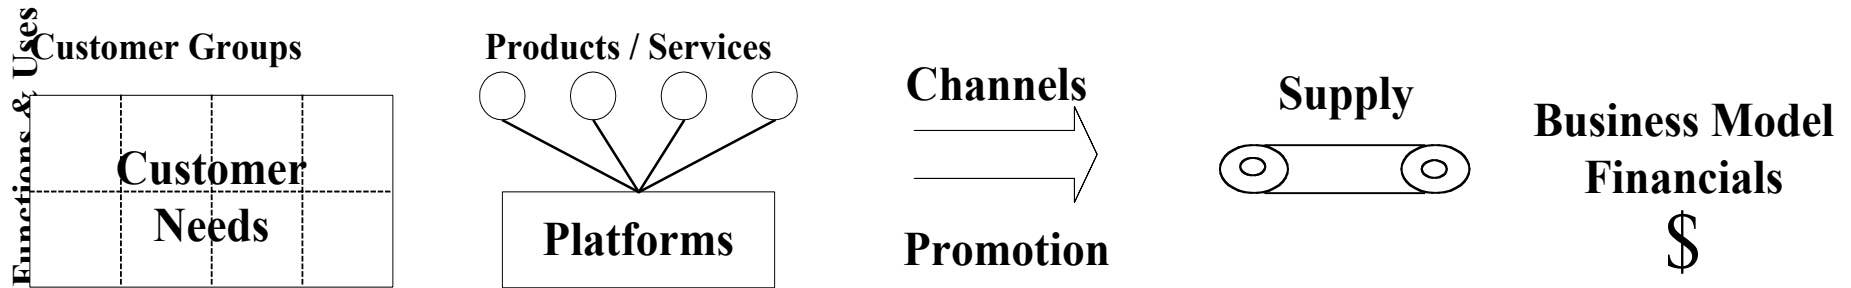 Functions & Uses
Customer Groups
Customer
Needs
Products / Services
Platforms
Channels
Promotion
Supply
Business Model
Financials
$